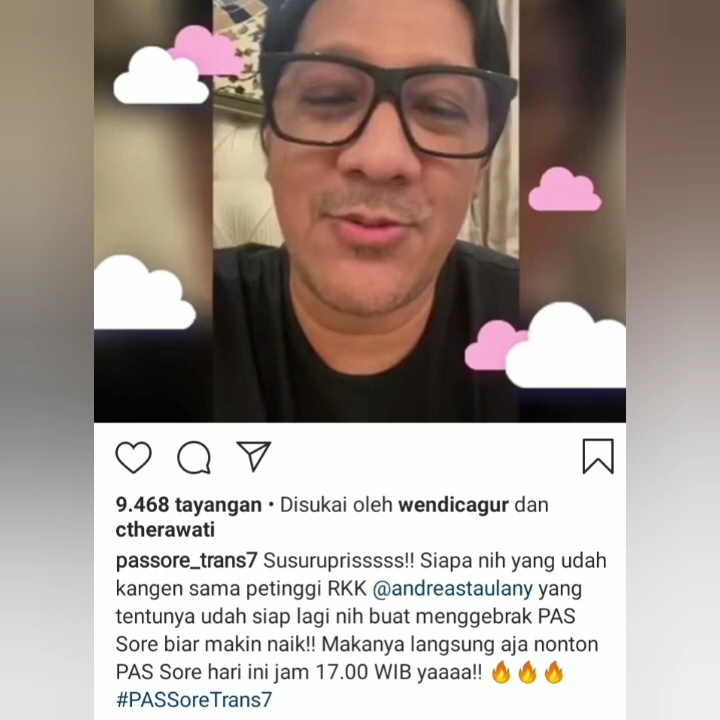 9.468 tayangan • Disukai oleh wendicagur dan
ctherawati
passore_trans7 Susuruprisssss!! Siapa nih yang udah
kangen sama petinggi RKK @andreastaulany yang
tentunya udah siap lagi nih buat menggebrak PAS
Sore biar makin naik!! Makanya langsung aja nonton
PAS Sore hari ini jam 17.00 WIB yaaaa!! 🔥🔥🔥
#PASSoreTrans7